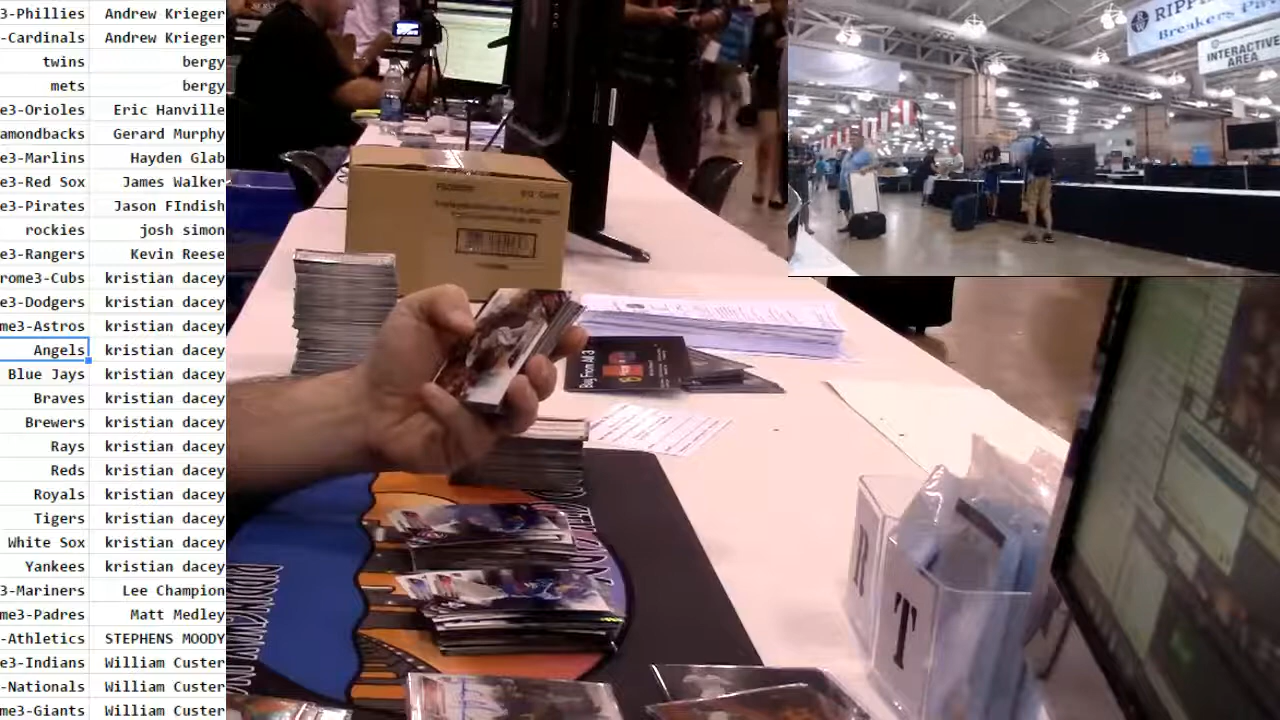 3-Phillies Andrew Krieger
-Cardinals Andrew Krieger
twins bergy
mets bergy
e3-Orioles Eric Hanville
amondbacks Gerard Murphy
e3-Marlins Hayden Glab
e3-Red Sox James Walker
e3-Pirates Jason FIndish
rockies josh simon
e3-Rangers Kevin Reese
rome3-Cubs kristian dacey
e3-Dodgers kristian dacey
me3-Astros kristian dacey
Angels kristian dacey
Blue Jays kristian dacey
Braves kristian dacey
Brewers kristian dacey
Rays kristian dacey
Reds kristian dacey
Royals kristian dacey
Tigers kristian dacey
White Sox kristian dacey
Yankees kristian dacey
3-Mariners Lee Champion
me3-Padres Matt Medley
-Athletics STEPHENS MOODY
e3-Indians William Custer
-Nationals William Custer
me3-Giants William Custer
RIPP
Breakers Pa
INTERACTIVE
AREA
Buy From All 3
R
T